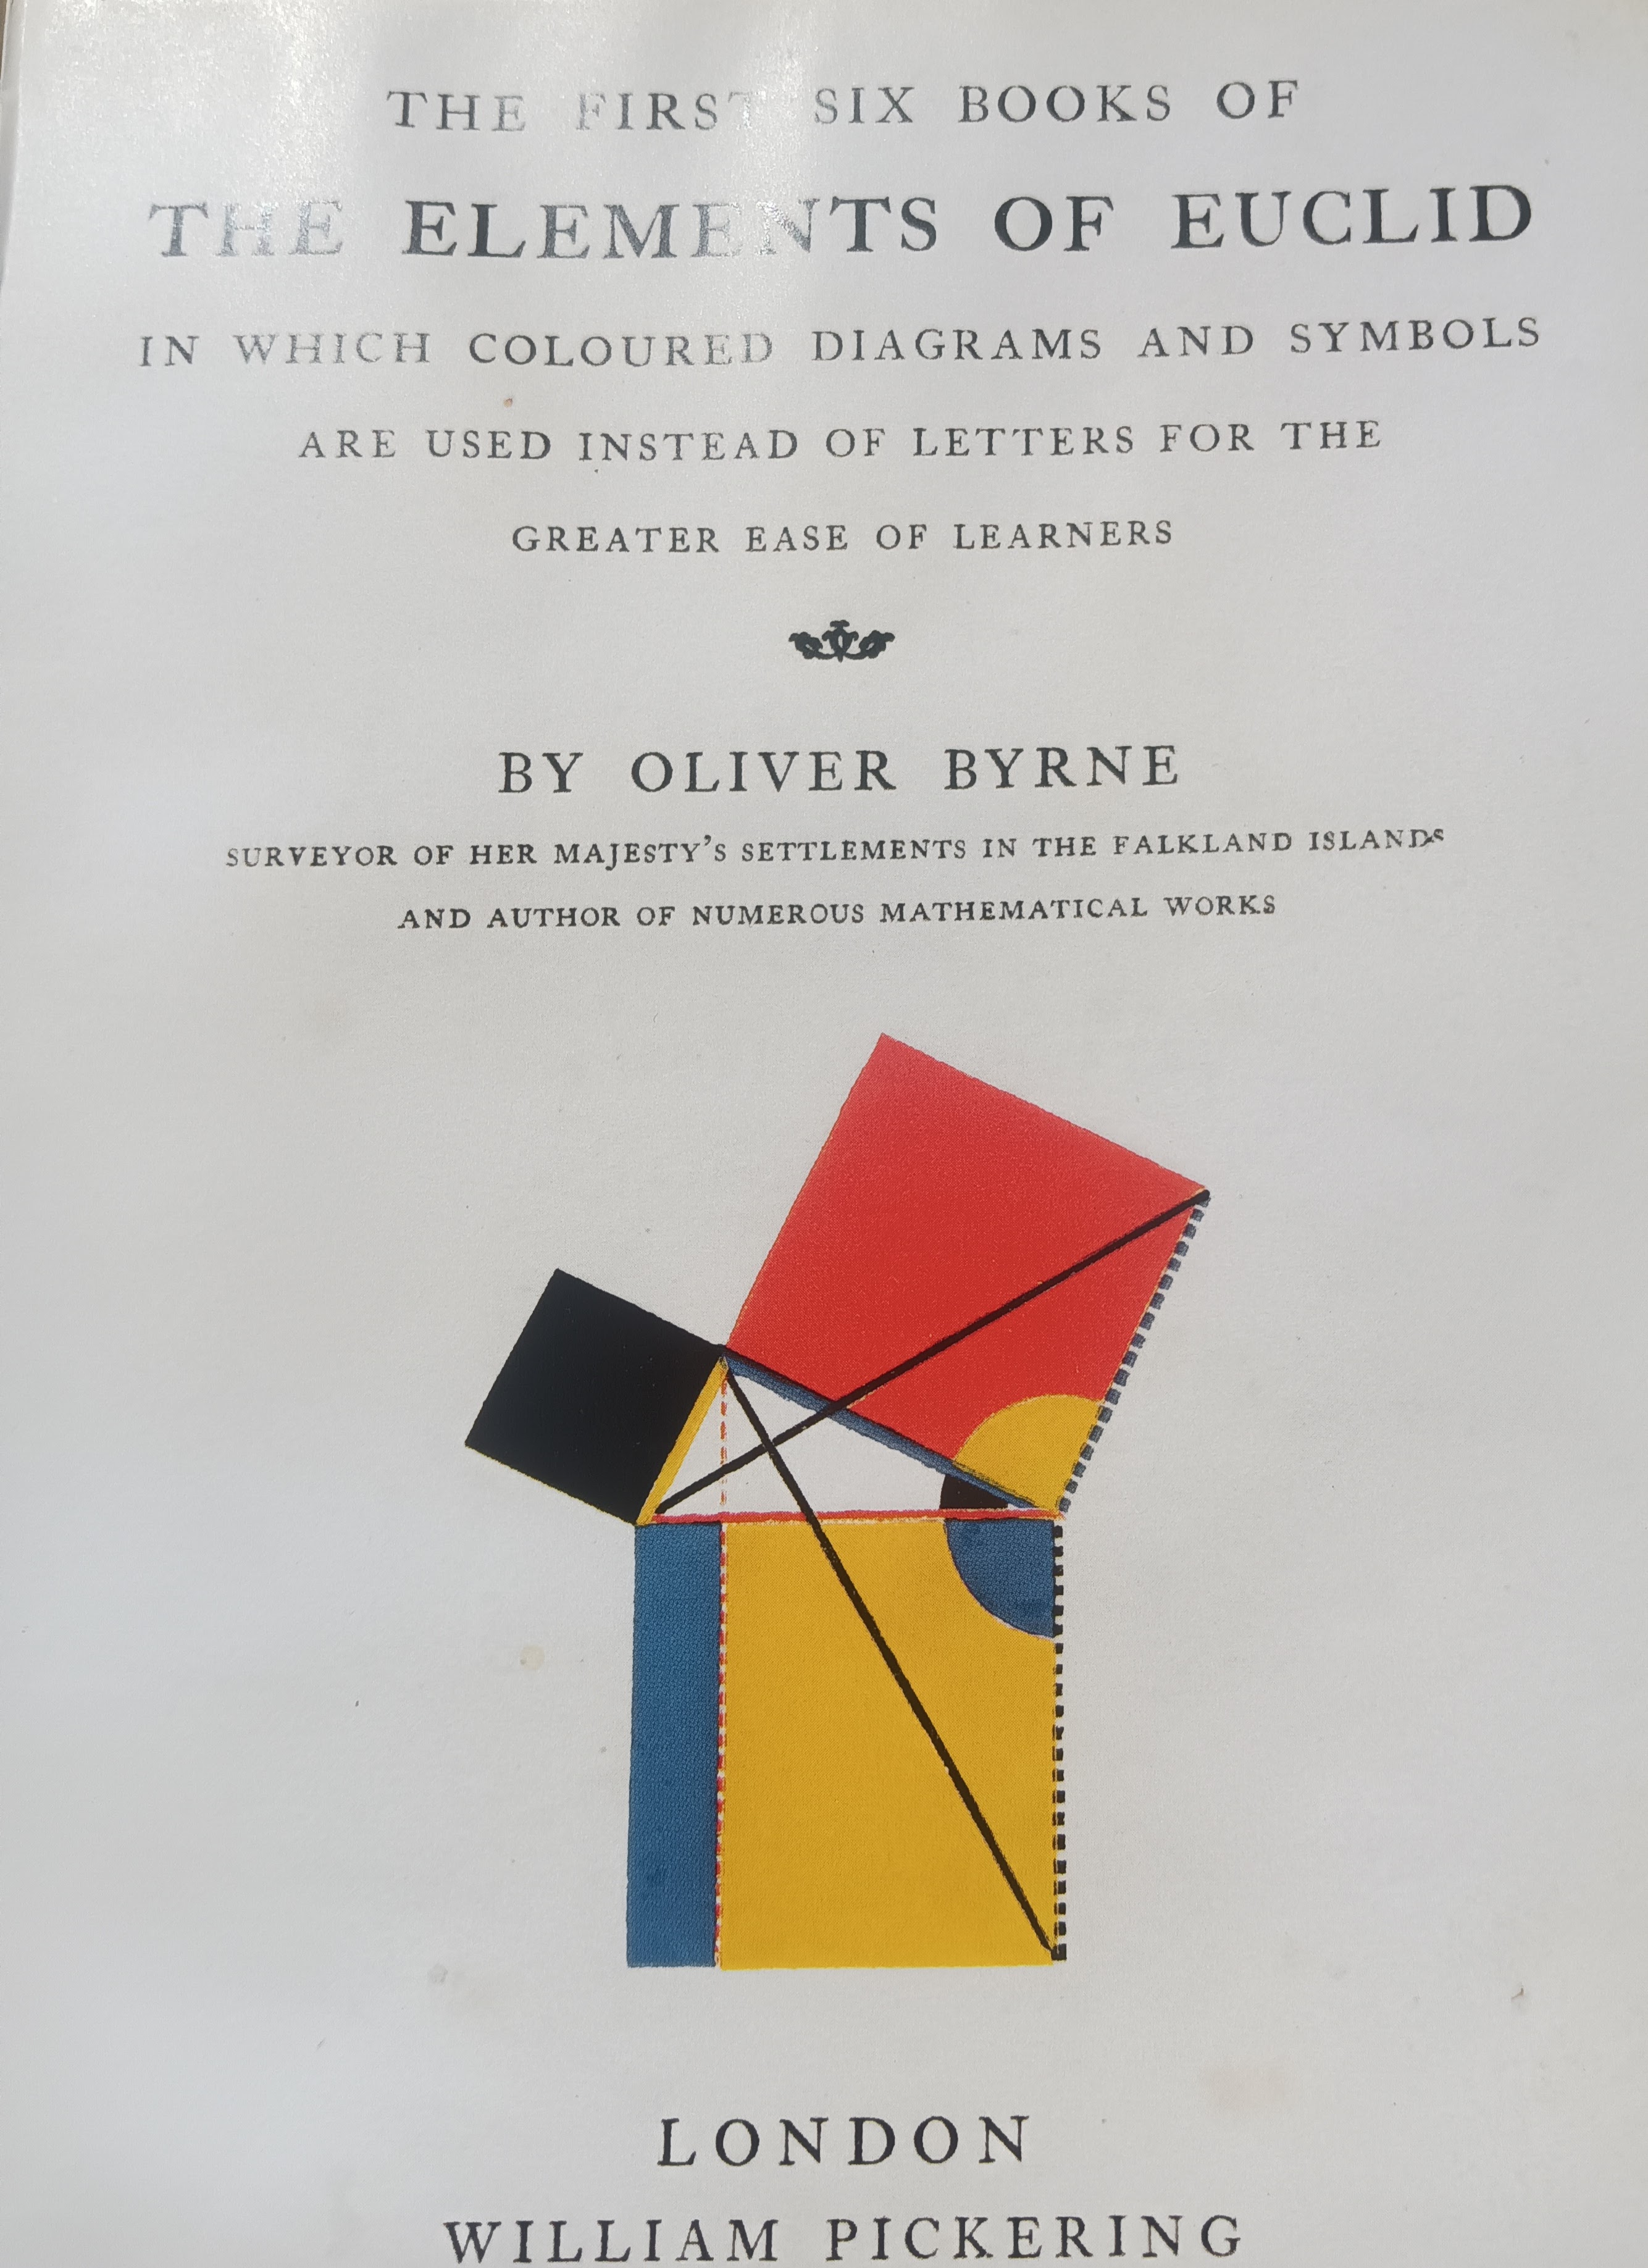 THE FIRST SIX BOOKS OF
THE ELEMENTS OF EUCLID
IN WHICH COLOURED DIAGRAMS AND SYMBOLS
ARE USED INSTEAD OF LETTERS FOR THE
GREATER EASE OF LEARNERS
BY OLIVER BYRNE
SURVEYOR OF HER MAJESTY'S SETTLEMENTS IN THE FALKLAND ISLANDS
AND AUTHOR OF NUMEROUS MATHEMATICAL WORKS
LONDON
WILLIAM PICKERING